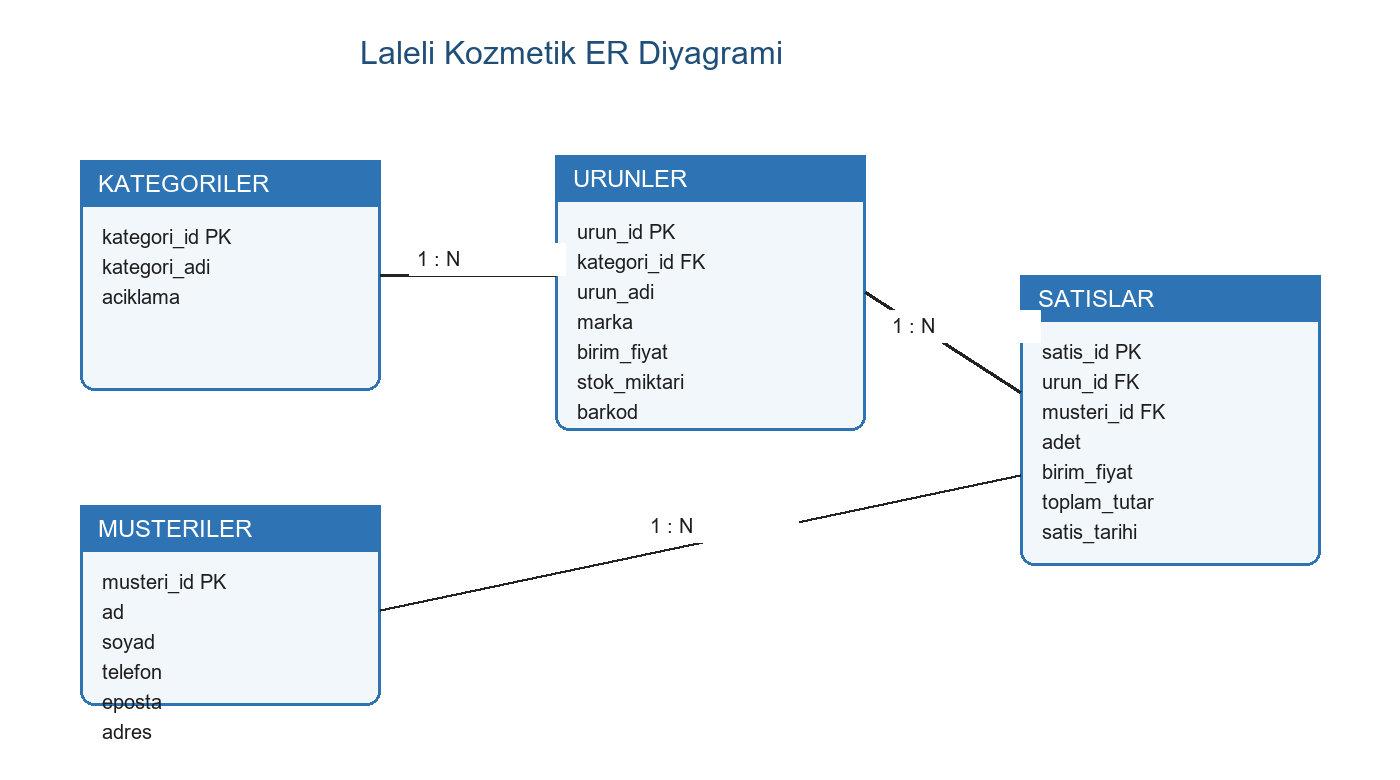 Laleli Kozmetik ER Diyagrami
KATEGORILER
kategori_id PK
kategori_adi
aciklama
1 : N
URUNLER
urun_id PK
kategori_id FK
urun_adi
marka
birim_fiyat
stok_miktari
barkod
1 : N
SATISLAR
satis_id PK
urun_id FK
musteri_id FK
adet
birim_fiyat
toplam_tutar
satis_tarihi
MUSTERILER
musteri_id PK
ad
soyad
telefon
eposta
adres
1 : N